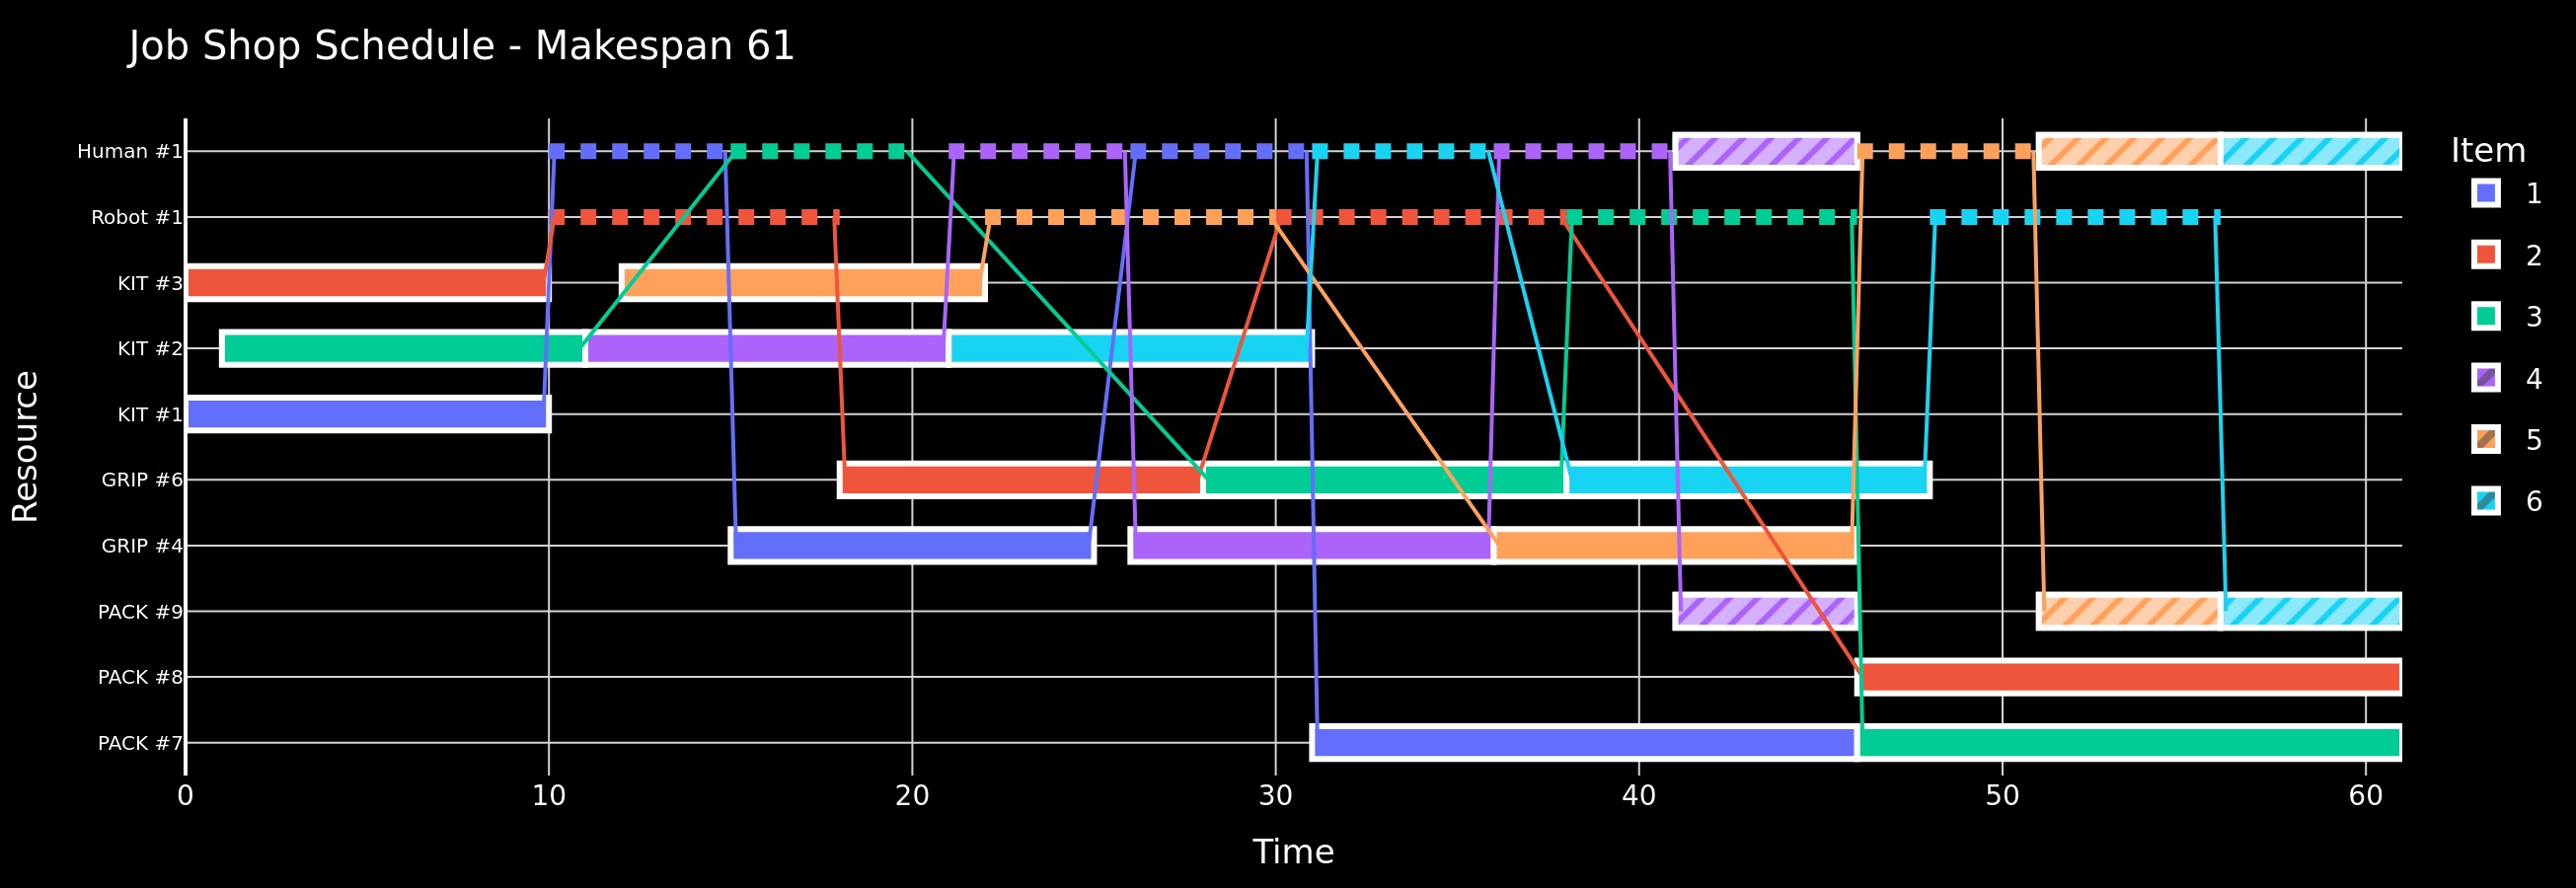 Job Shop Schedule - Makespan 61
Human #1
Robot #1
KIT #3
KIT #2
KIT #1
GRIP #6
GRIP #4
PACK #9
PACK #8
PACK #7
Resource
0 10 20 30 40 50 60
Time
Item
1
2
3
4
5
6